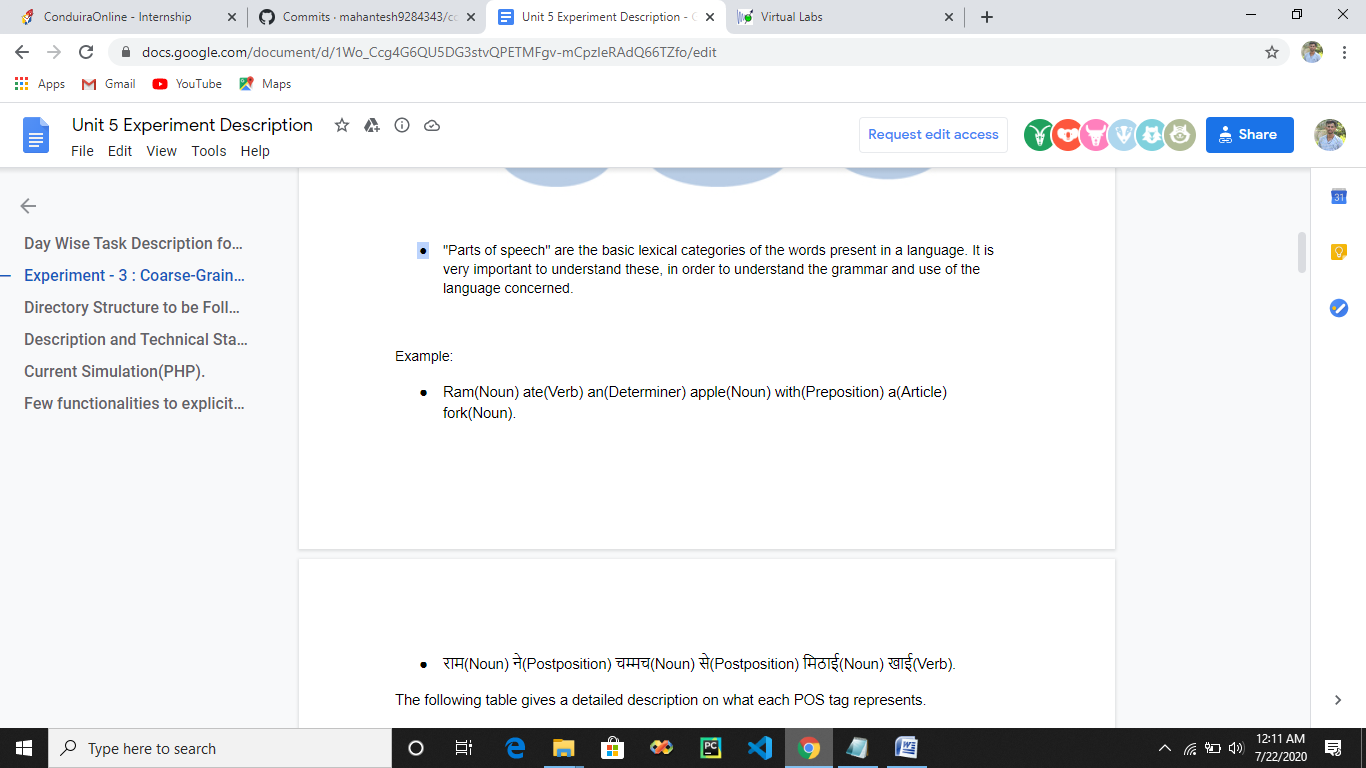 ConduiraOnline - Internship
Commits · mahantesh9284343/cc
Unit 5 Experiment Description - G
Virtual Labs
docs.google.com/document/d/1Wo_Ccg4G6QU5DG3stvQPETMFgv-mCpzleRAdQ66TZfo/edit
Apps Gmail YouTube Maps
Unit 5 Experiment Description
File Edit View Tools Help
Request edit access
Share
31
Day Wise Task Description fo...
Experiment - 3 : Coarse-Grain...
Directory Structure to be Foll...
Description and Technical Sta...
Current Simulation(PHP).
Few functionalities to explicit...
● "Parts of speech" are the basic lexical categories of the words present in a language. It is
very important to understand these, in order to understand the grammar and use of the
language concerned.
Example:
● Ram(Noun) ate(Verb) an(Determiner) apple(Noun) with(Preposition) a(Article)
fork(Noun).
● राम(Noun) ने(Postposition) चम्मच(Noun) से(Postposition) मिठाई(Noun) खाई(Verb).
The following table gives a detailed description on what each POS tag represents.
Type here to search
PC
12:11 AM
7/22/2020